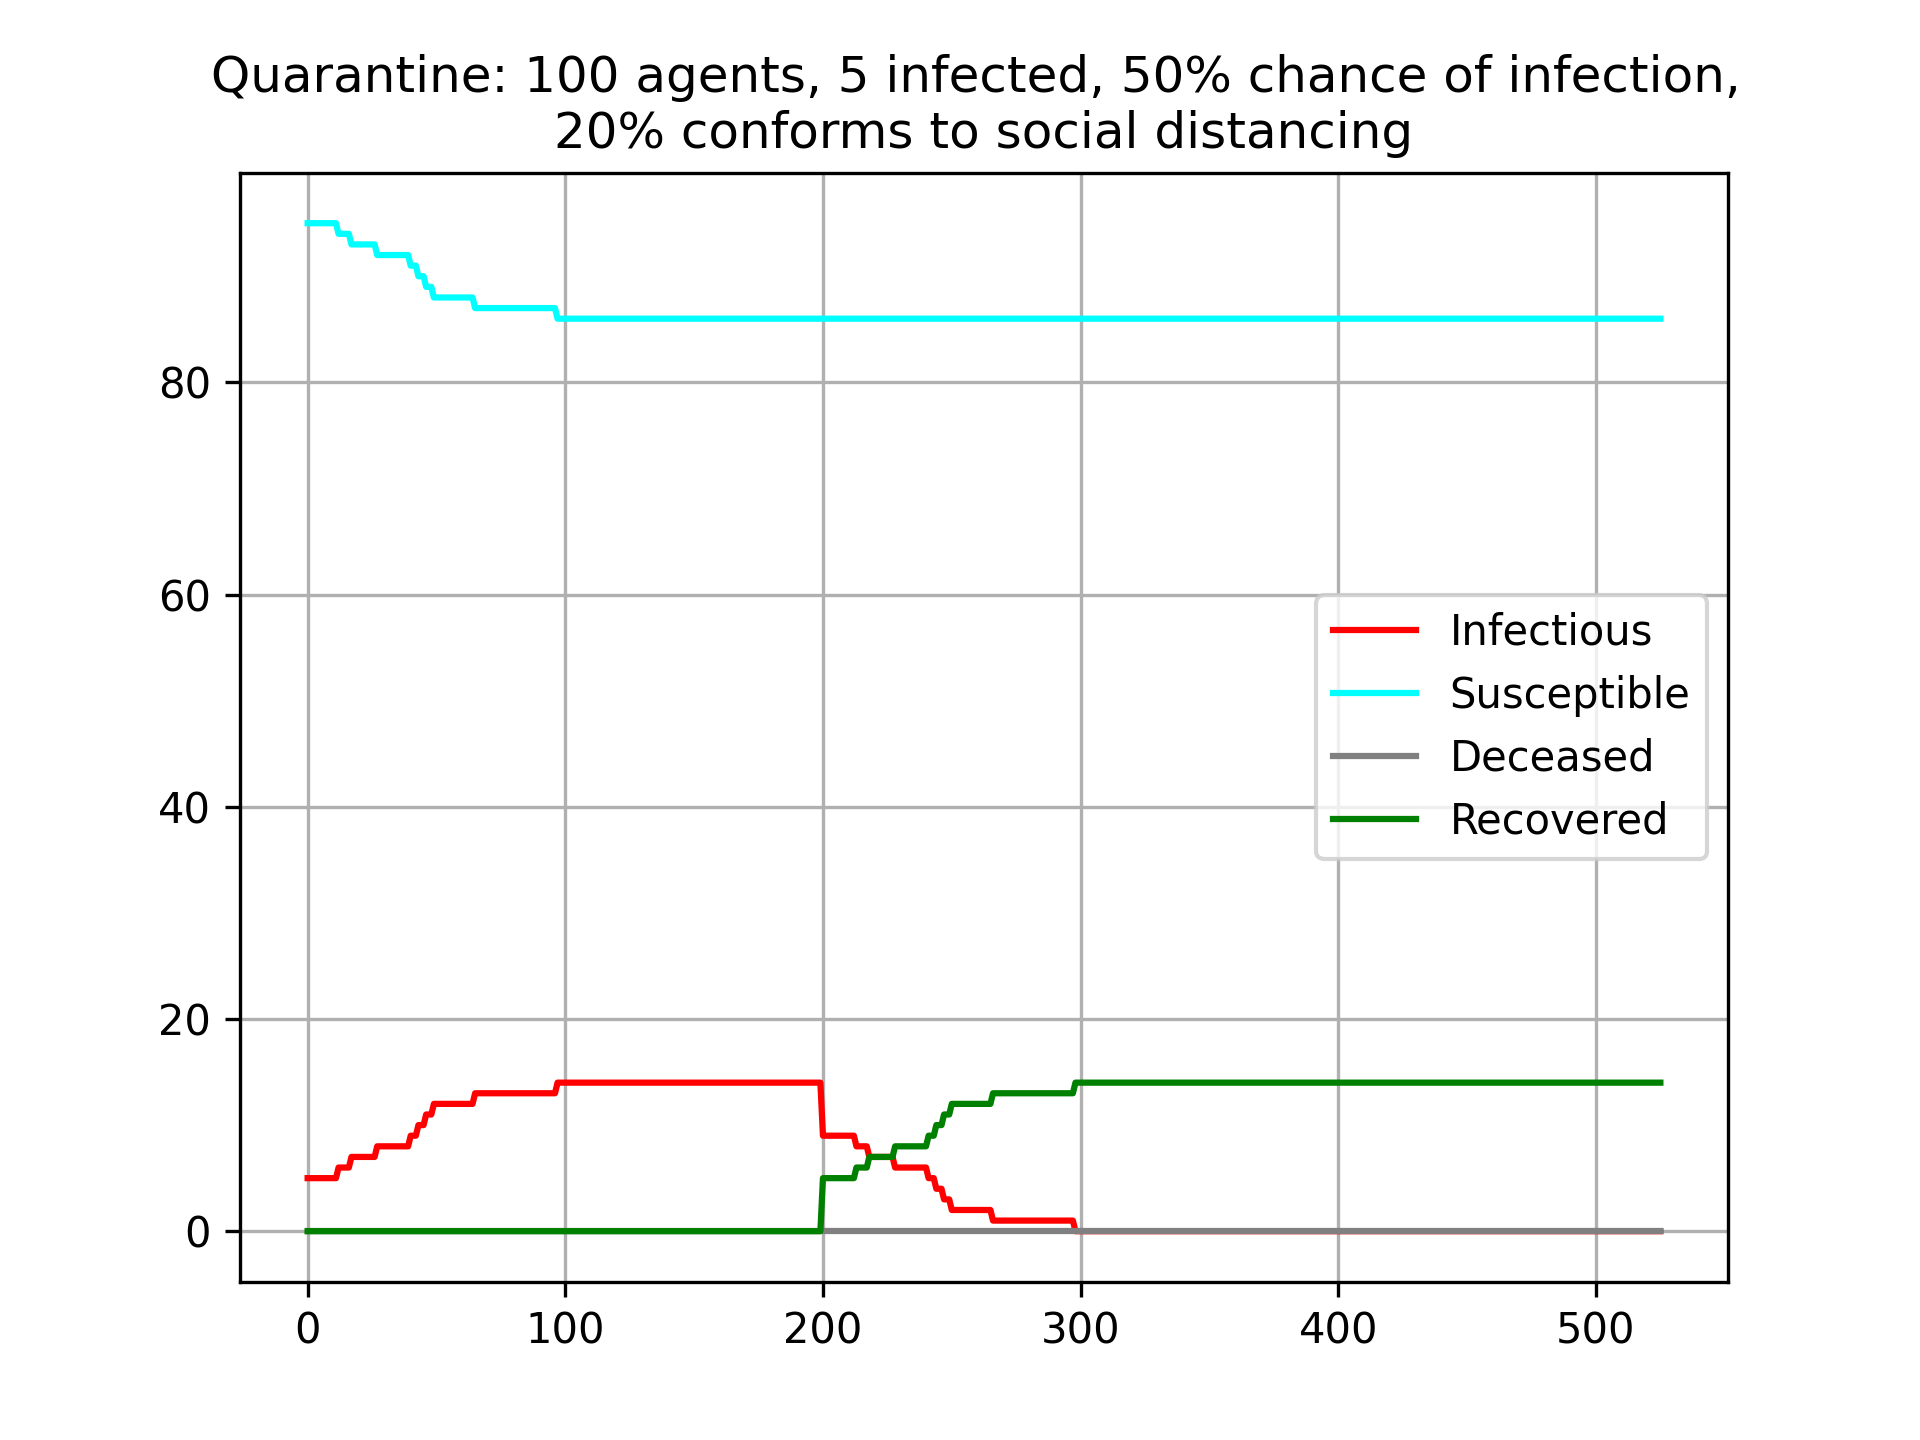 Quarantine: 100 agents, 5 infected, 50% chance of infection,
20% conforms to social distancing
80
60
40
20
0
Infectious
Susceptible
Deceased
Recovered
0 100 200 300 400 500